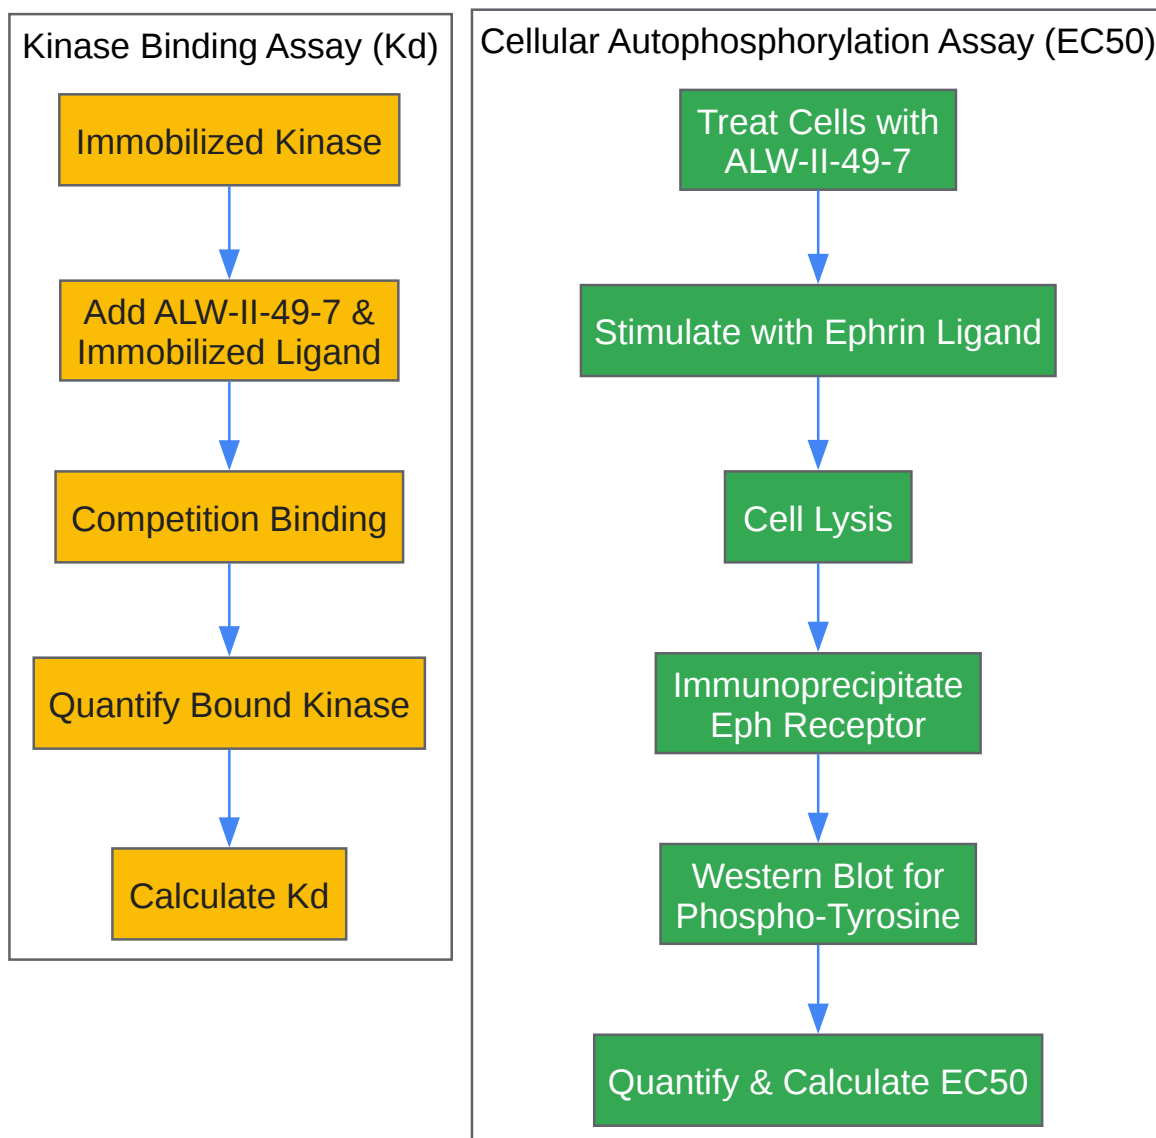 Kinase Binding Assay (Kd)
Immobilized Kinase
Add ALW-II-49-7 &
Immobilized Ligand
Competition Binding
Quantify Bound Kinase
Calculate Kd
Cellular Autophosphorylation Assay (EC50)
Treat Cells with
ALW-II-49-7
Stimulate with Ephrin Ligand
Cell Lysis
Immunoprecipitate
Eph Receptor
Western Blot for
Phospho-Tyrosine
Quantify & Calculate EC50